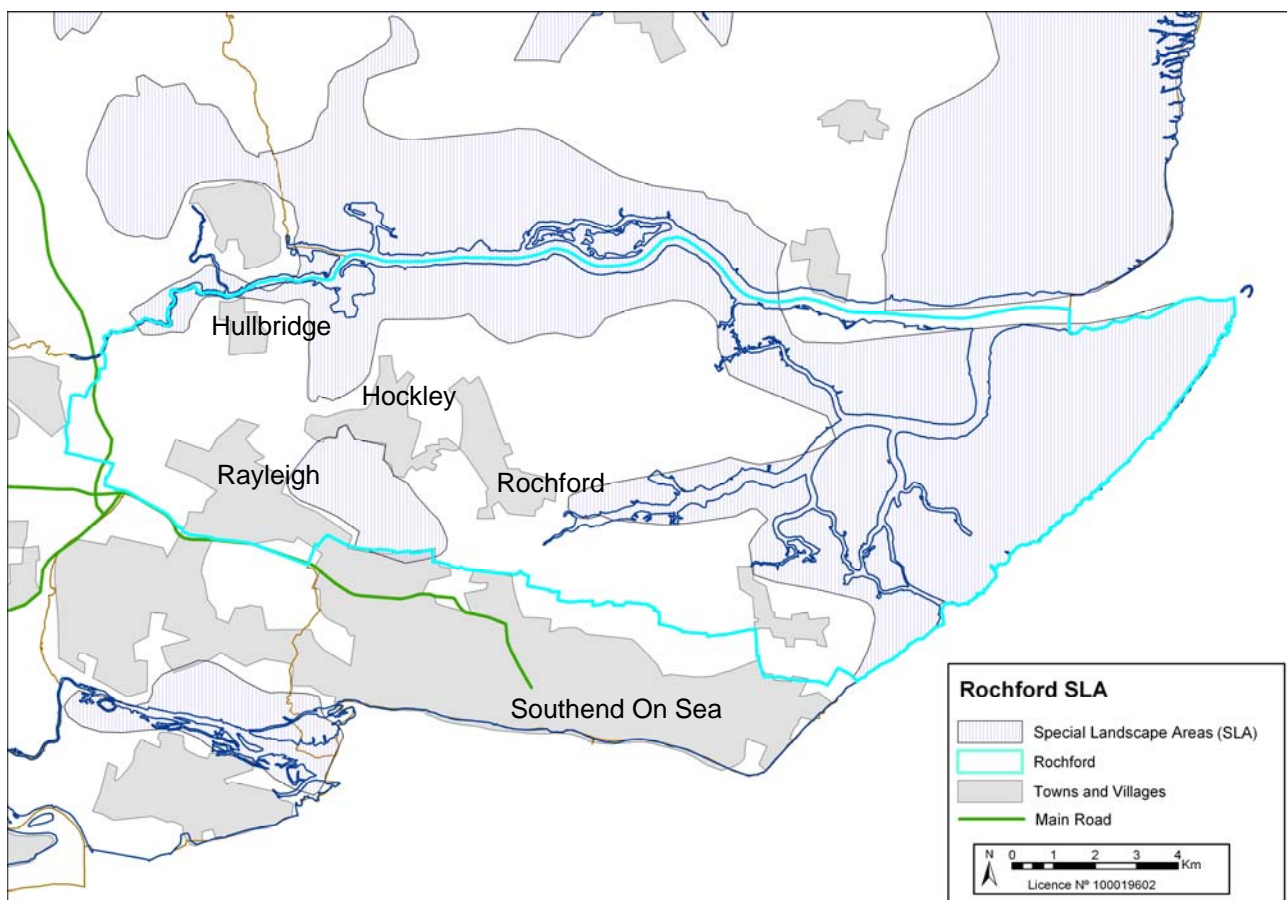 Hullbridge
Hockley
Rayleigh
Rochford
Southend On Sea
Rochford SLA
Special Landscape Areas (SLA)
Rochford
Towns and Villages
Main Road
N 0 1 2 3 4
Km
Licence Nº 100019602